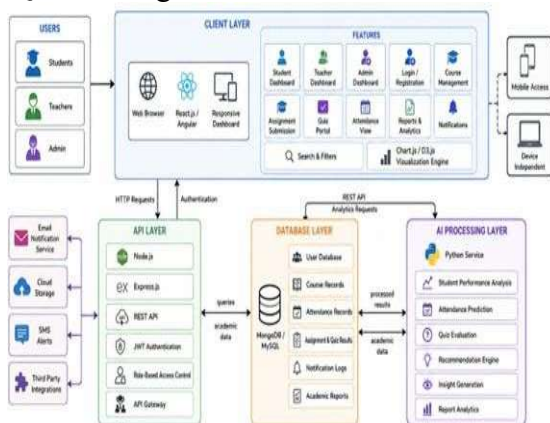 USERS
Students
Teachers
Admin
CLIENT LAYER
Web Browser
React.js /
Angular
Responsive
Dashboard
FEATURES
Student
Dashboard
Teacher
Dashboard
Admin
Dashboard
Login /
Registration
Course
Management
Assignment
Submission
Quiz
Portal
Attendance
View
Reports &
Analytics
Notifications
Search & Filters
Chart.js / D3.js
Visualization Engine
Mobile Access
Device
Independent
HTTP Requests
Authentication
REST API
Analytics Requests
Email
Notification
Service
Cloud
Storage
SMS
Alerts
Third Party
Integrations
API LAYER
Node.js
ex
Express.js
REST API
JWT Authentication
Role-Based Access Control
API Gateway
queries
academic
data
DATABASE LAYER
MongoDB /
MySQL
User Database
Course Records
Attendance Records
Assignment & Quiz Results
Notification Logs
Academic Reports
processed
results
academic
data
AI PROCESSING LAYER
Python Service
Student Performance Analysis
Attendance Prediction
Quiz Evaluation
Recommendation Engine
Insight Generation
Report Analytics